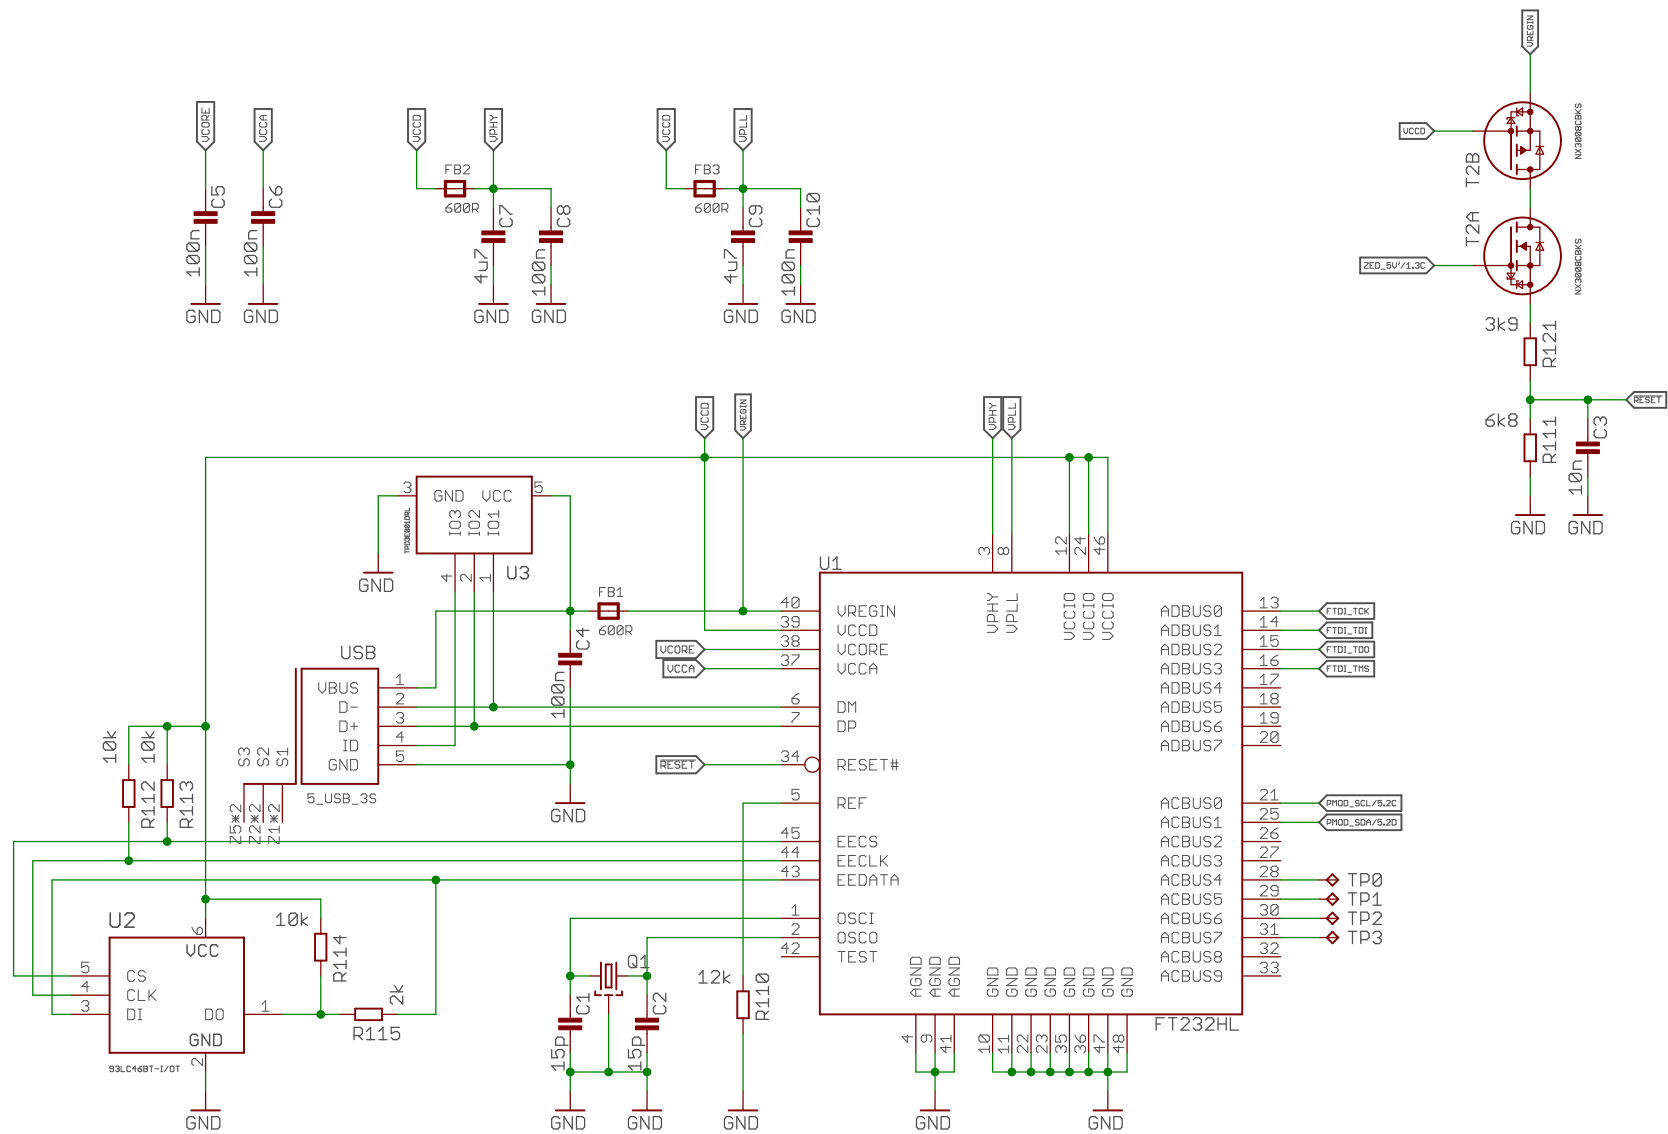 VREGIN
VCORE
VCCA
VCCD
VPHY
VCCD
VPLL
C5
100n
GND
C6
100n
GND
FB2
600R
C7
4u7
GND
C8
100n
GND
FB3
600R
C9
4u7
GND
C10
100n
GND
VCCD
T2B
NX3008CBKS
T2A
ZED_5V'/1.3C
NX3008CBKS
3k9
R121
RESET
6k8
R111
10n
C3
GND
GND
VCCD
VREGIN
VPHY
VPLL
3
GND
VCC
5
IO3
IO2
IO1
TPD3E001DRL
4
2
1
U3
GND
FB1
600R
C4
100n
GND
USB
VBUS 1
D- 2
D+ 3
ID 4
GND 5
5_USB_3S
S3
S2
S1
Z5*2
Z2*2
Z1*2
10k
R112
10k
R113
VCORE
VCCA
RESET
U1
3
8
12
24
46
VPHY
VPLL
VCCIO
VCCIO
VCCIO
40 VREGIN
39 VCCD
38 VCORE
37 VCCA
6 DM
7 DP
34 RESET#
5 REF
45 EECS
44 EECLK
43 EEDATA
1 OSCI
2 OSCO
42 TEST
ADBUS0 13 FTDI_TCK
ADBUS1 14 FTDI_TDI
ADBUS2 15 FTDI_TDO
ADBUS3 16 FTDI_TMS
ADBUS4 17
ADBUS5 18
ADBUS6 19
ADBUS7 20
ACBUS0 21 PMOD_SCL/5.2C
ACBUS1 25 PMOD_SDA/5.2D
ACBUS2 26
ACBUS3 27
ACBUS4 28 TP0
ACBUS5 29 TP1
ACBUS6 30 TP2
ACBUS7 31 TP3
ACBUS8 32
ACBUS9 33
AGND
AGND
AGND
GND
GND
GND
GND
GND
GND
GND
GND
4
9
41
10
11
22
23
35
36
47
48
FT232HL
GND
GND
U2
6
VCC
5 CS
4 CLK
3 DI
DO 1
GND
2
93LC46BT-I/OT
GND
10k
R114
2k
R115
Q1
C1
15p
GND
C2
15p
GND
12k
R110
GND